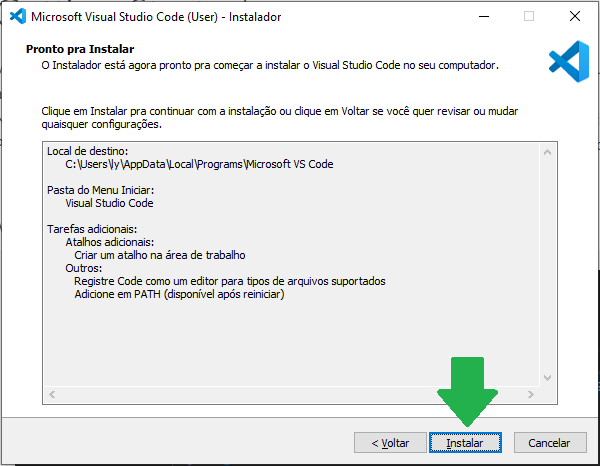 Microsoft Visual Studio Code (User) - Instalador
Pronto pra Instalar
O Instalador está agora pronto pra começar a instalar o Visual Studio Code no seu computador.
Clique em Instalar pra continuar com a instalação ou clique em Voltar se você quer revisar ou mudar
quaisquer configurações.
Local de destino:
C:\Users\ly\AppData\Local\Programs\Microsoft VS Code
Pasta do Menu Iniciar:
Visual Studio Code
Tarefas adicionais:
Atalhos adicionais:
Criar um atalho na área de trabalho
Outros:
Registre Code como um editor para tipos de arquivos suportados
Adicione em PATH (disponível após reiniciar)
< Voltar
Instalar
Cancelar